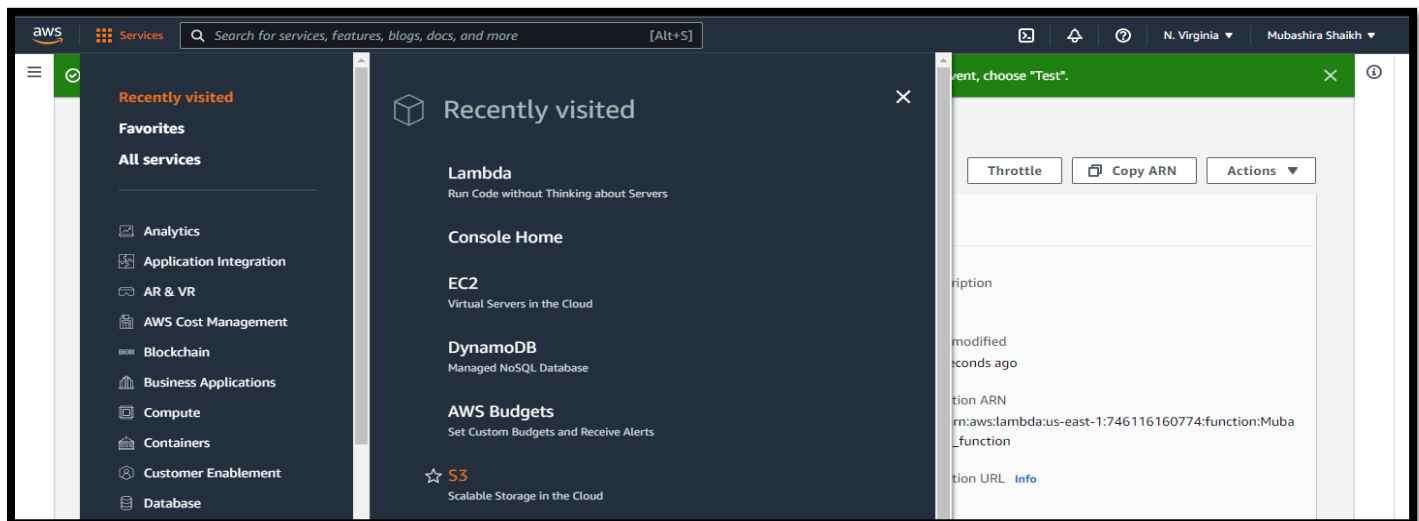 aws
Services
Search for services, features, blogs, docs, and more [Alt+S]
N. Virginia ▼
Mubashira Shaikh ▼
vent, choose "Test".
Recently visited
Favorites
All services
Analytics
Application Integration
AR & VR
AWS Cost Management
Blockchain
Business Applications
Compute
Containers
Customer Enablement
Database
Recently visited
Lambda
Run Code without Thinking about Servers
Console Home
EC2
Virtual Servers in the Cloud
DynamoDB
Managed NoSQL Database
AWS Budgets
Set Custom Budgets and Receive Alerts
S3
Scalable Storage in the Cloud
Throttle
Copy ARN
Actions ▼
ription
modified
econds ago
tion ARN
rn:aws:lambda:us-east-1:746116160774:function:Muba
_function
tion URL Info